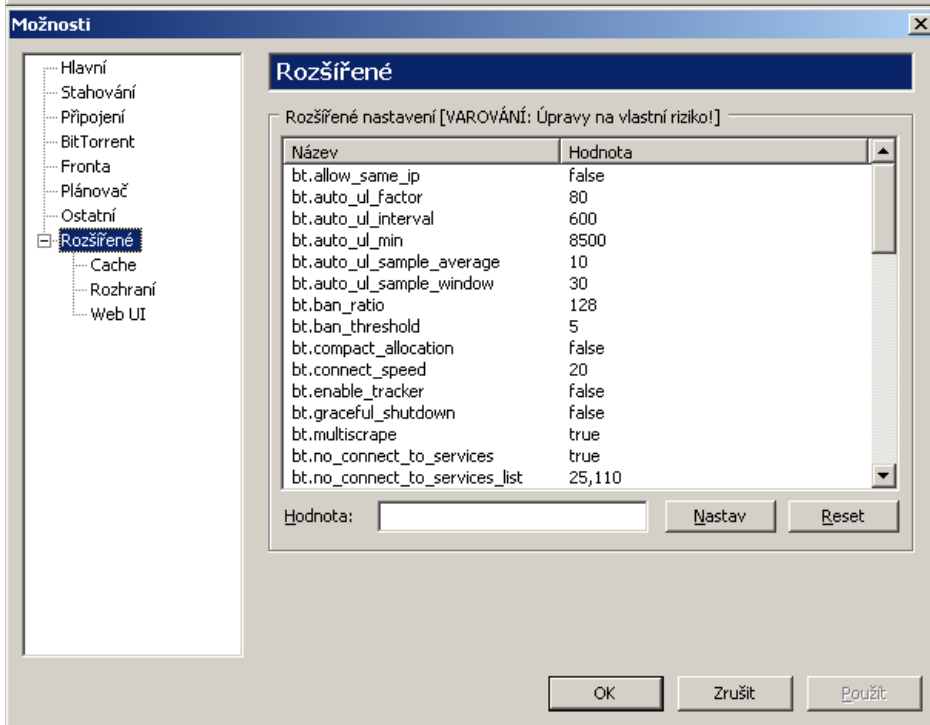 Možnosti
Hlavní
Stahování
Připojení
BitTorrent
Fronta
Plánovač
Ostatní
Rozšířené
Cache
Rozhraní
Web UI
Rozšířené
Rozšířené nastavení [VAROVÁNÍ: Úpravy na vlastní riziko!]
Název Hodnota
bt.allow_same_ip false
bt.auto_ul_factor 80
bt.auto_ul_interval 600
bt.auto_ul_min 8500
bt.auto_ul_sample_average 10
bt.auto_ul_sample_window 30
bt.ban_ratio 128
bt.ban_threshold 5
bt.compact_allocation false
bt.connect_speed 20
bt.enable_tracker false
bt.graceful_shutdown false
bt.multiscrape true
bt.no_connect_to_services true
bt.no_connect_to_services_list 25,110
Hodnota: Nastav Reset
OK Zrušit Použít